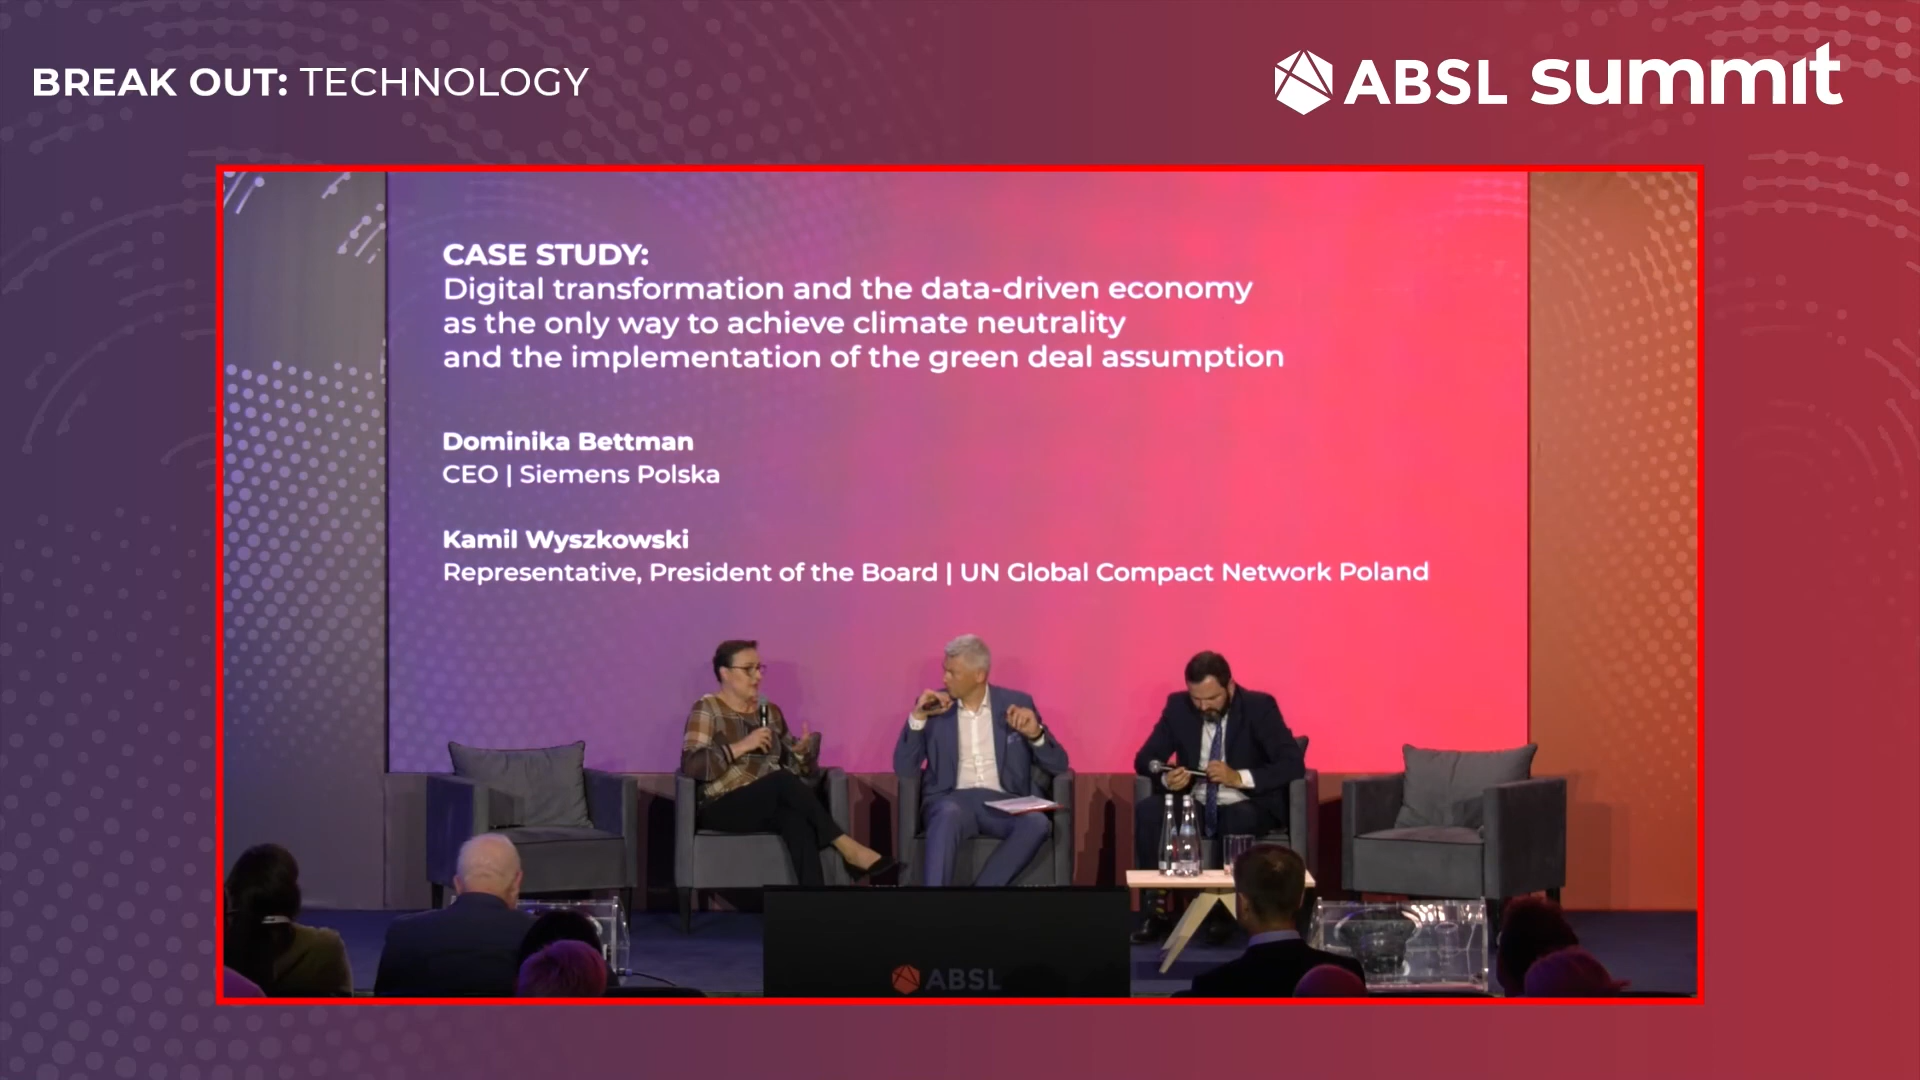 BREAK OUT: TECHNOLOGY
ABSL summit
CASE STUDY:
Digital transformation and the data-driven economy
as the only way to achieve climate neutrality
and the implementation of the green deal assumption
Dominika Bettman
CEO | Siemens Polska
Kamil Wyszkowski
Representative, President of the Board | UN Global Compact Network Poland
ABSL